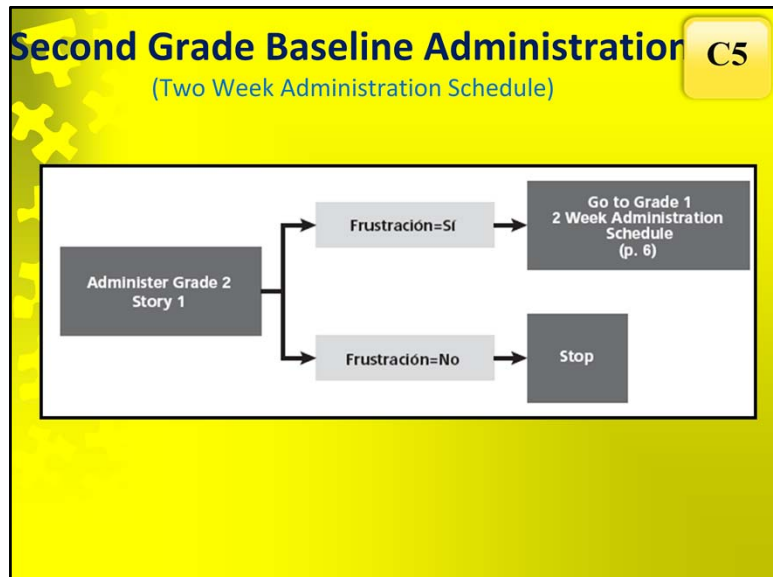 Second Grade Baseline Administration
C5
(Two Week Administration Schedule)
Administer Grade 2
Story 1
Frustración=Sí
Go to Grade 1
2 Week Administration
Schedule
(p. 6)
Frustración=No
Stop